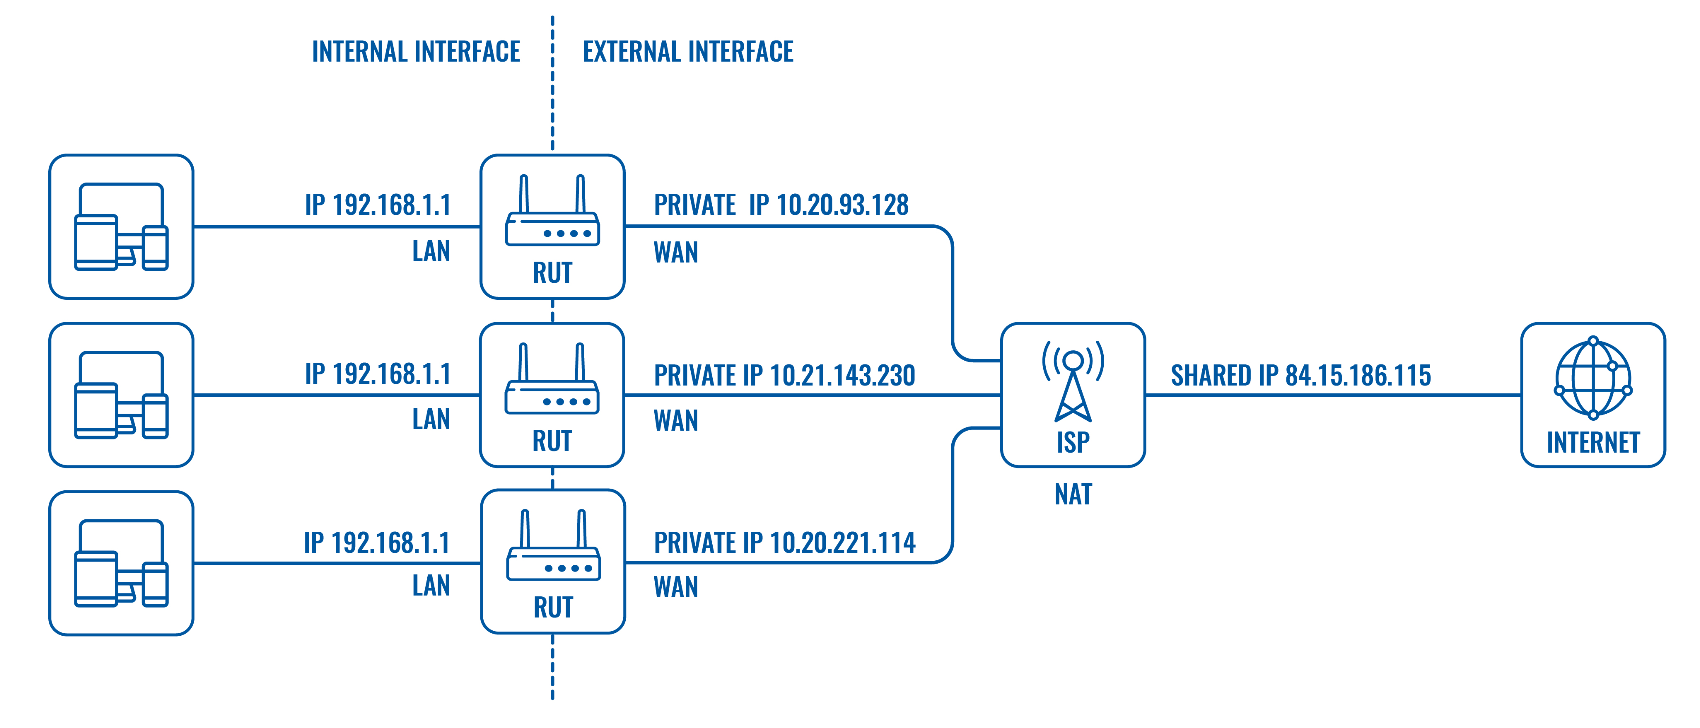 INTERNAL INTERFACE
EXTERNAL INTERFACE
IP 192.168.1.1
LAN
RUT
PRIVATE IP 10.20.93.128
WAN
IP 192.168.1.1
LAN
RUT
PRIVATE IP 10.21.143.230
WAN
IP 192.168.1.1
LAN
RUT
PRIVATE IP 10.20.221.114
WAN
ISP
NAT
SHARED IP 84.15.186.115
INTERNET